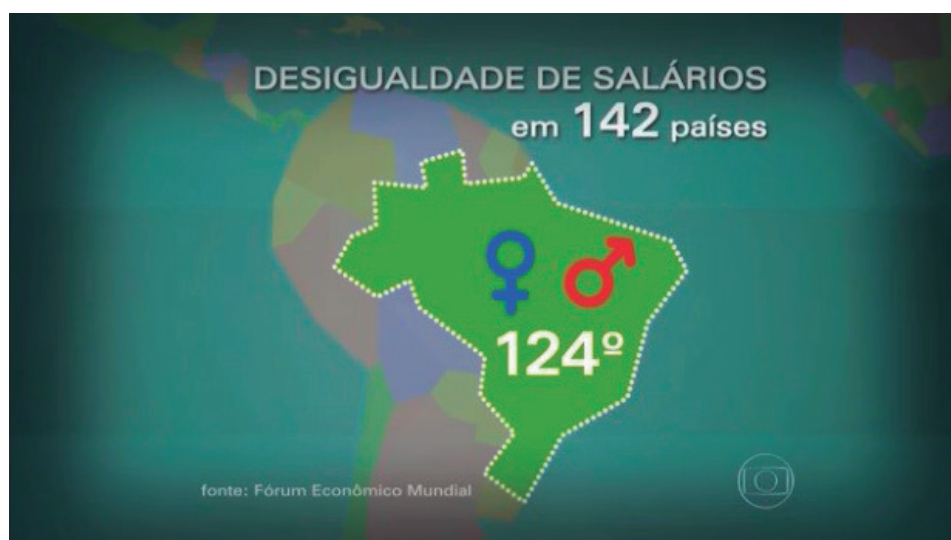 DESIGUALDADE DE SALÁRIOS
em 142 países
124º
fonte: Fórum Econômico Mundial